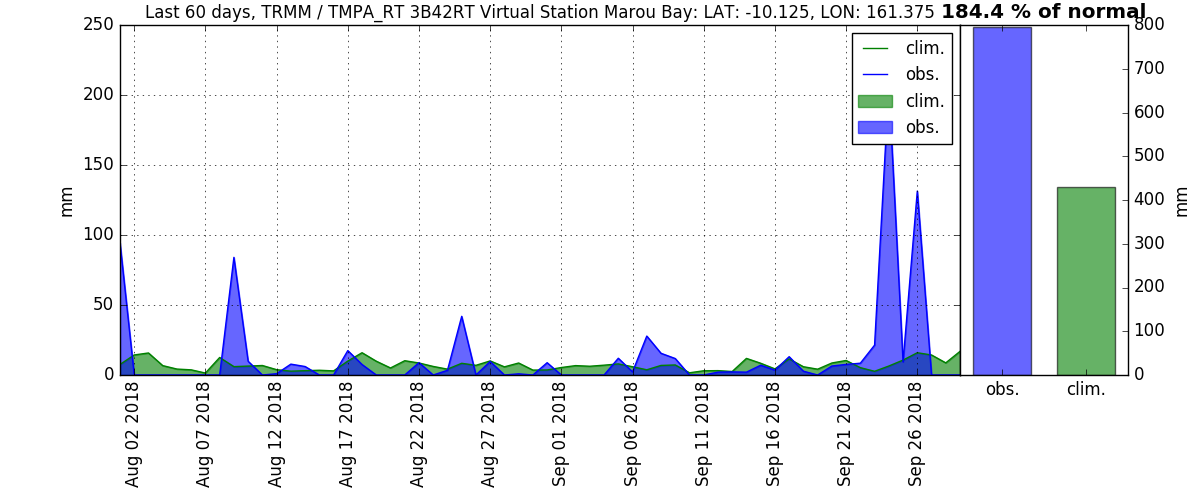 Last 60 days, TRMM / TMPA_RT 3B42RT Virtual Station Marou Bay: LAT: -10.125, LON: 161.375 184.4 % of normal
250
200
150
100
50
0
mm
clim.
obs.
clim.
obs.
800
700
600
500
400
300
200
100
0
mm
Aug 02 2018
Aug 07 2018
Aug 12 2018
Aug 17 2018
Aug 22 2018
Aug 27 2018
Sep 01 2018
Sep 06 2018
Sep 11 2018
Sep 16 2018
Sep 21 2018
Sep 26 2018
obs.
clim.